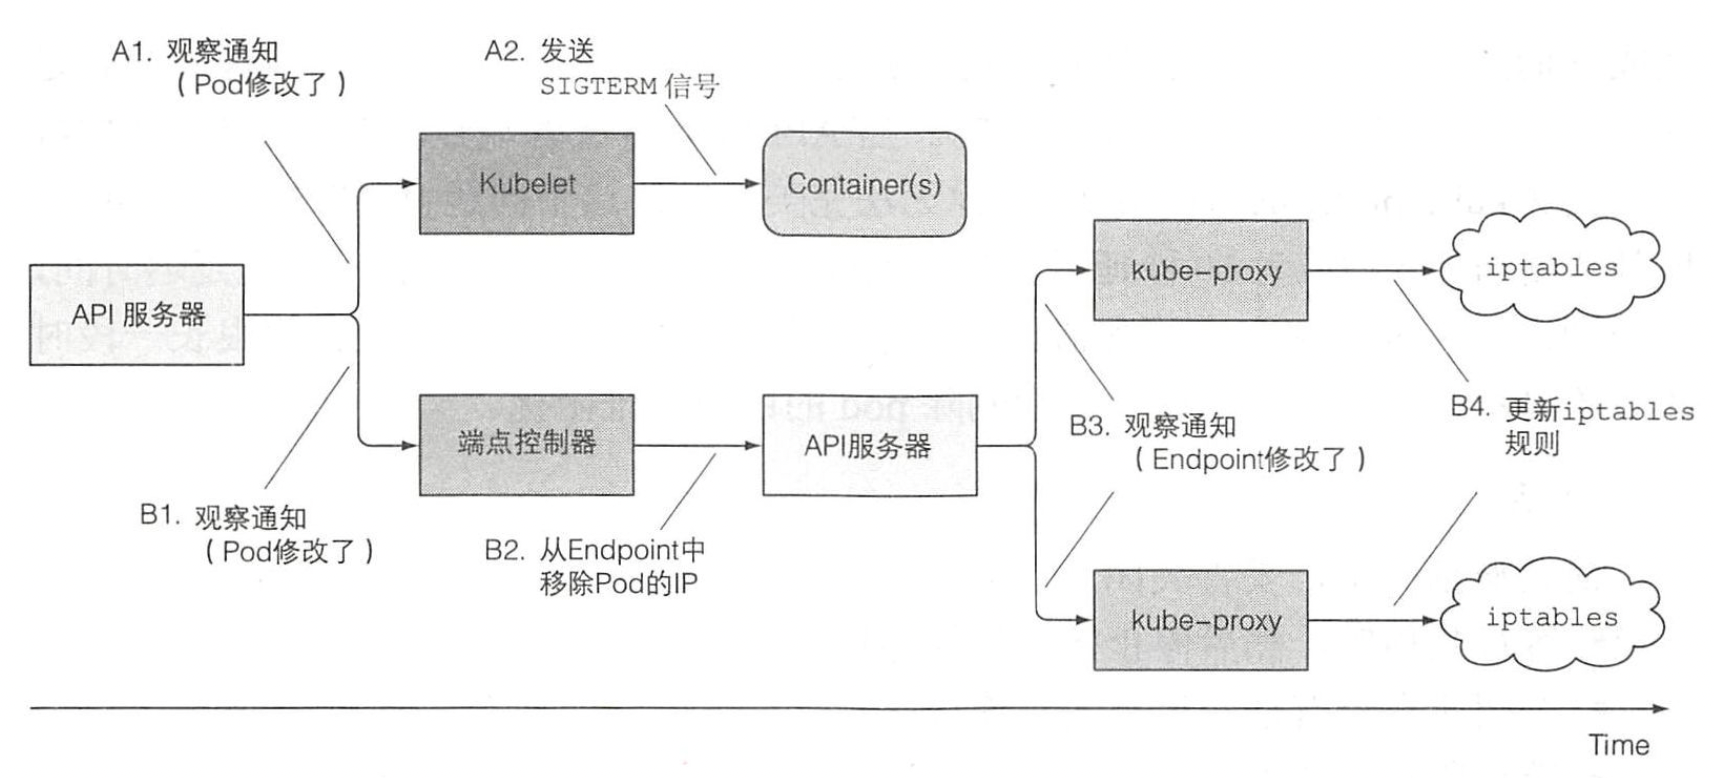 A1. 观察通知
（Pod修改了）
A2. 发送
SIGTERM 信号
Kubelet
Container(s)
API 服务器
kube-proxy
iptables
端点控制器
API服务器
B3. 观察通知
（Endpoint修改了）
B4. 更新iptables
规则
B1. 观察通知
（Pod修改了）
B2. 从Endpoint中
移除Pod的IP
kube-proxy
iptables
Time